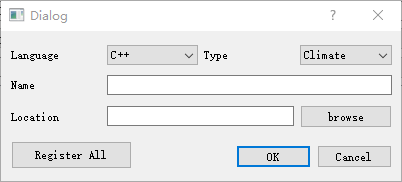 Dialog
Language C++ Type Climate
Name
Location browse
Register All OK Cancel